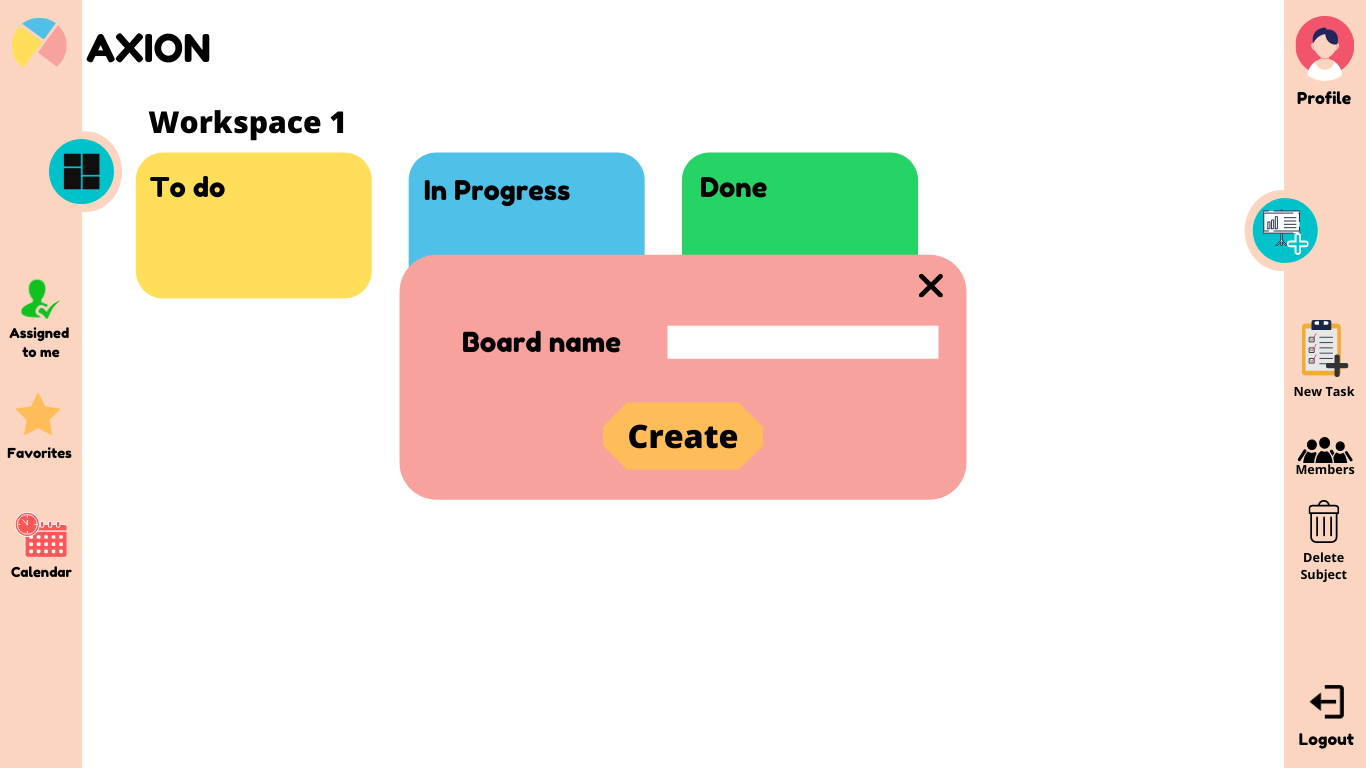 AXION
Profile
Workspace 1
To do
In Progress
Done
Board name
Create
Assigned
to me
Favorites
Calendar
New Task
Members
Delete
Subject
Logout